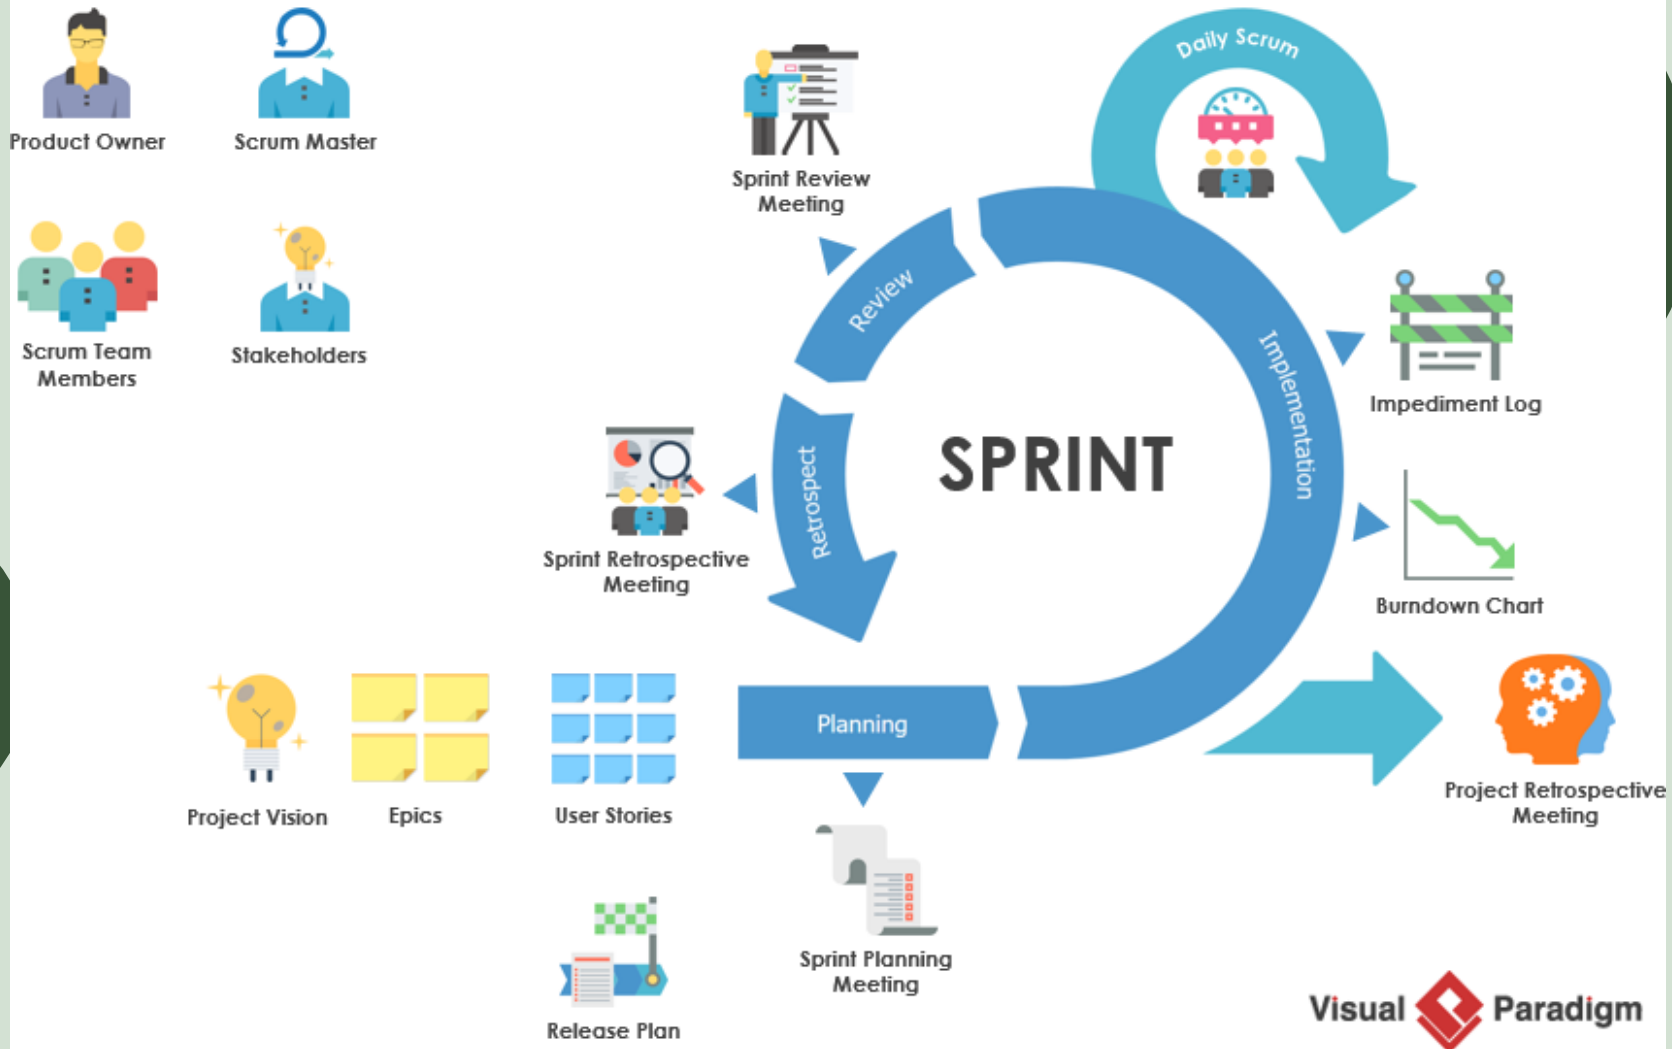 Product Owner
Scrum Master
Scrum Team
Members
Stakeholders
Sprint Review
Meeting
Daily Scrum
Review
Implementation
Impediment Log
SPRINT
Retrospect
Sprint Retrospective
Meeting
Burndown Chart
Project Vision
Epics
User Stories
Planning
Project Retrospective
Meeting
Sprint Planning
Meeting
Release Plan
Visual Paradigm